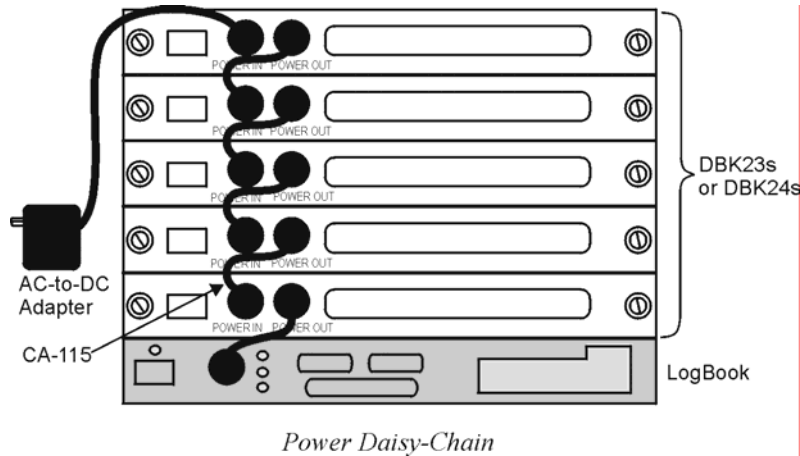 POWER IN POWER OUT
POWER IN POWER OUT
POWER IN POWER OUT
POWER IN POWER OUT
POWER IN POWER OUT
DBK23s
or DBK24s
AC-to-DC
Adapter
CA-115
LogBook
Power Daisy-Chain